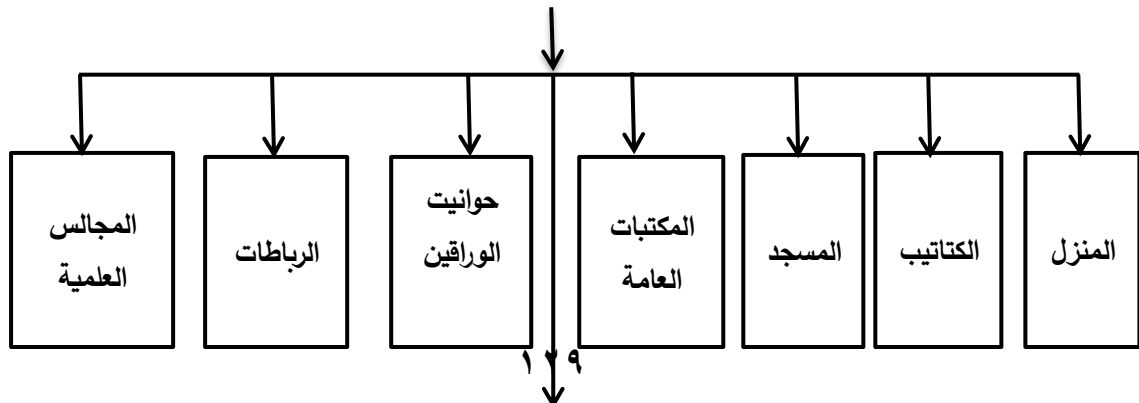 المنزل
الكتاتيب
المسجد
المكتبات
العامة
حوانيت
الوراقين
الرباطات
المجالس
العلمية
١٢٩